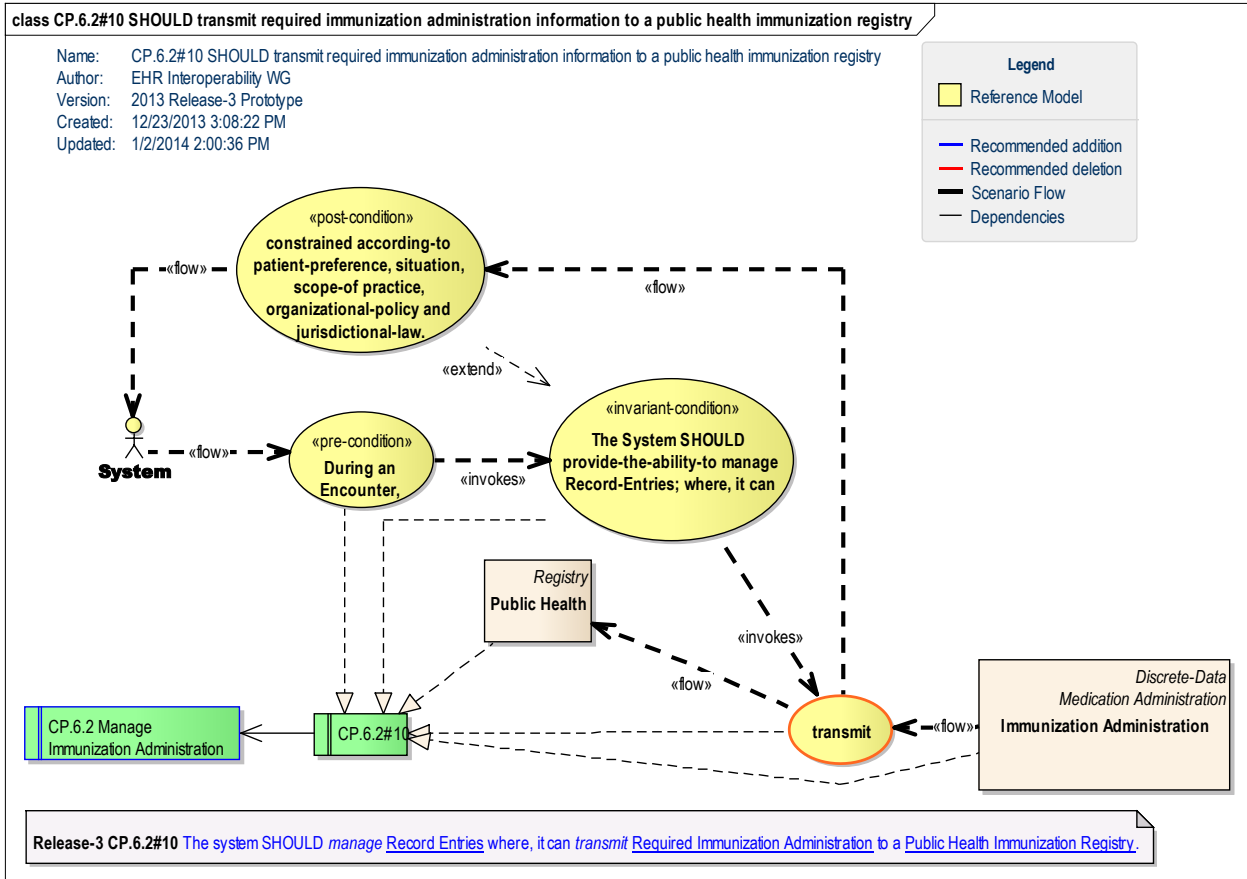 class CP.6.2#10 SHOULD transmit required immunization administration information to a public health immunization registry
Name: CP.6.2#10 SHOULD transmit required immunization administration information to a public health immunization registry
Author: EHR Interoperability WG
Version: 2013 Release-3 Prototype
Created: 12/23/2013 3:08:22 PM
Updated: 1/2/2014 2:00:36 PM
Legend
Reference Model
Recommended addition
Recommended deletion
Scenario Flow
Dependencies
«post-condition»
constrained according-to
patient-preference, situation,
scope-of practice,
organizational-policy and
jurisdictional-law.
«flow»
«flow»
«extend»
«invariant-condition»
The System SHOULD
provide-the-ability-to manage
Record-Entries; where, it can
System
«flow»
«pre-condition»
During an
Encounter,
«invokes»
Registry
Public Health
«invokes»
«flow»
Discrete-Data
Medication Administration
Immunization Administration
«flow»
transmit
CP.6.2#10
CP.6.2 Manage
Immunization Administration
Release-3 CP.6.2#10 The system SHOULD manage Record Entries where, it can transmit Required Immunization Administration to a Public Health Immunization Registry.